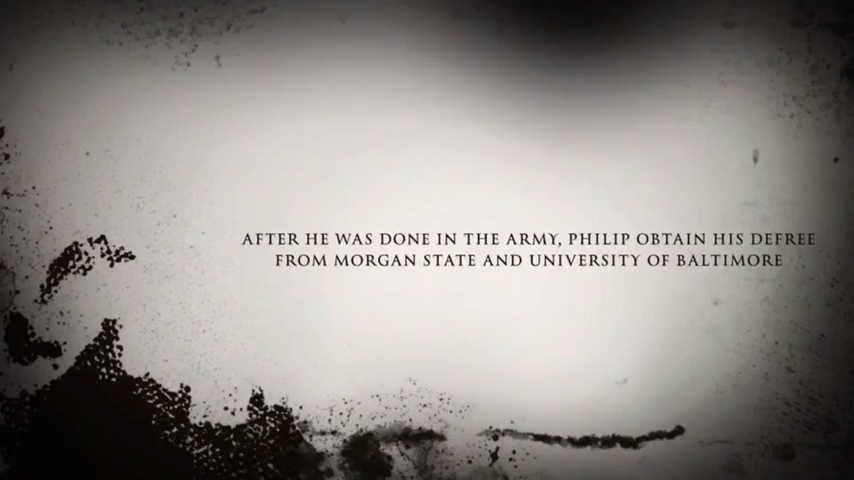 AFTER HE WAS DONE IN THE ARMY, PHILIP OBTAIN HIS DEFREE
FROM MORGAN STATE AND UNIVERSITY OF BALTIMORE